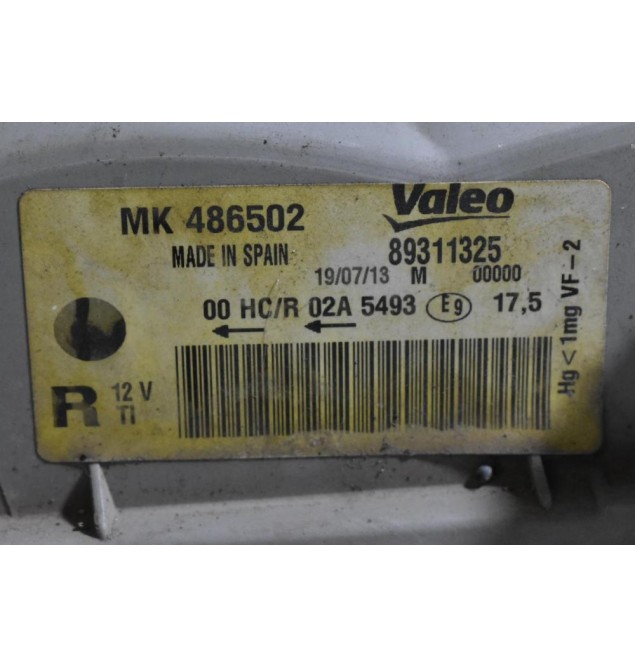 Valeo
MK 486502
MADE IN SPAIN 89311325
19/07/13 M 00000
00 HC/R 02A 5493 E9 17,5
R 12 V
TI
Hg < 1mg VF-2